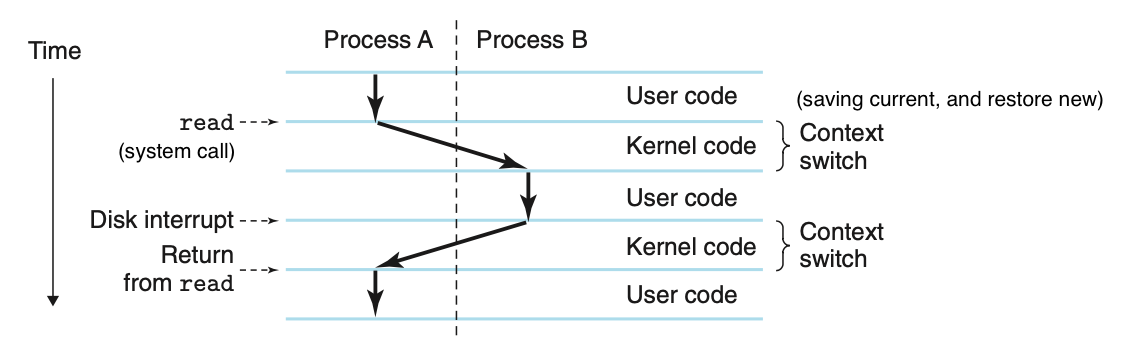 Process A
Process B
Time
User code
(saving current, and restore new)
read
(system call)
Kernel code
Context
switch
User code
Disk interrupt
Kernel code
Context
switch
Return
from read
User code